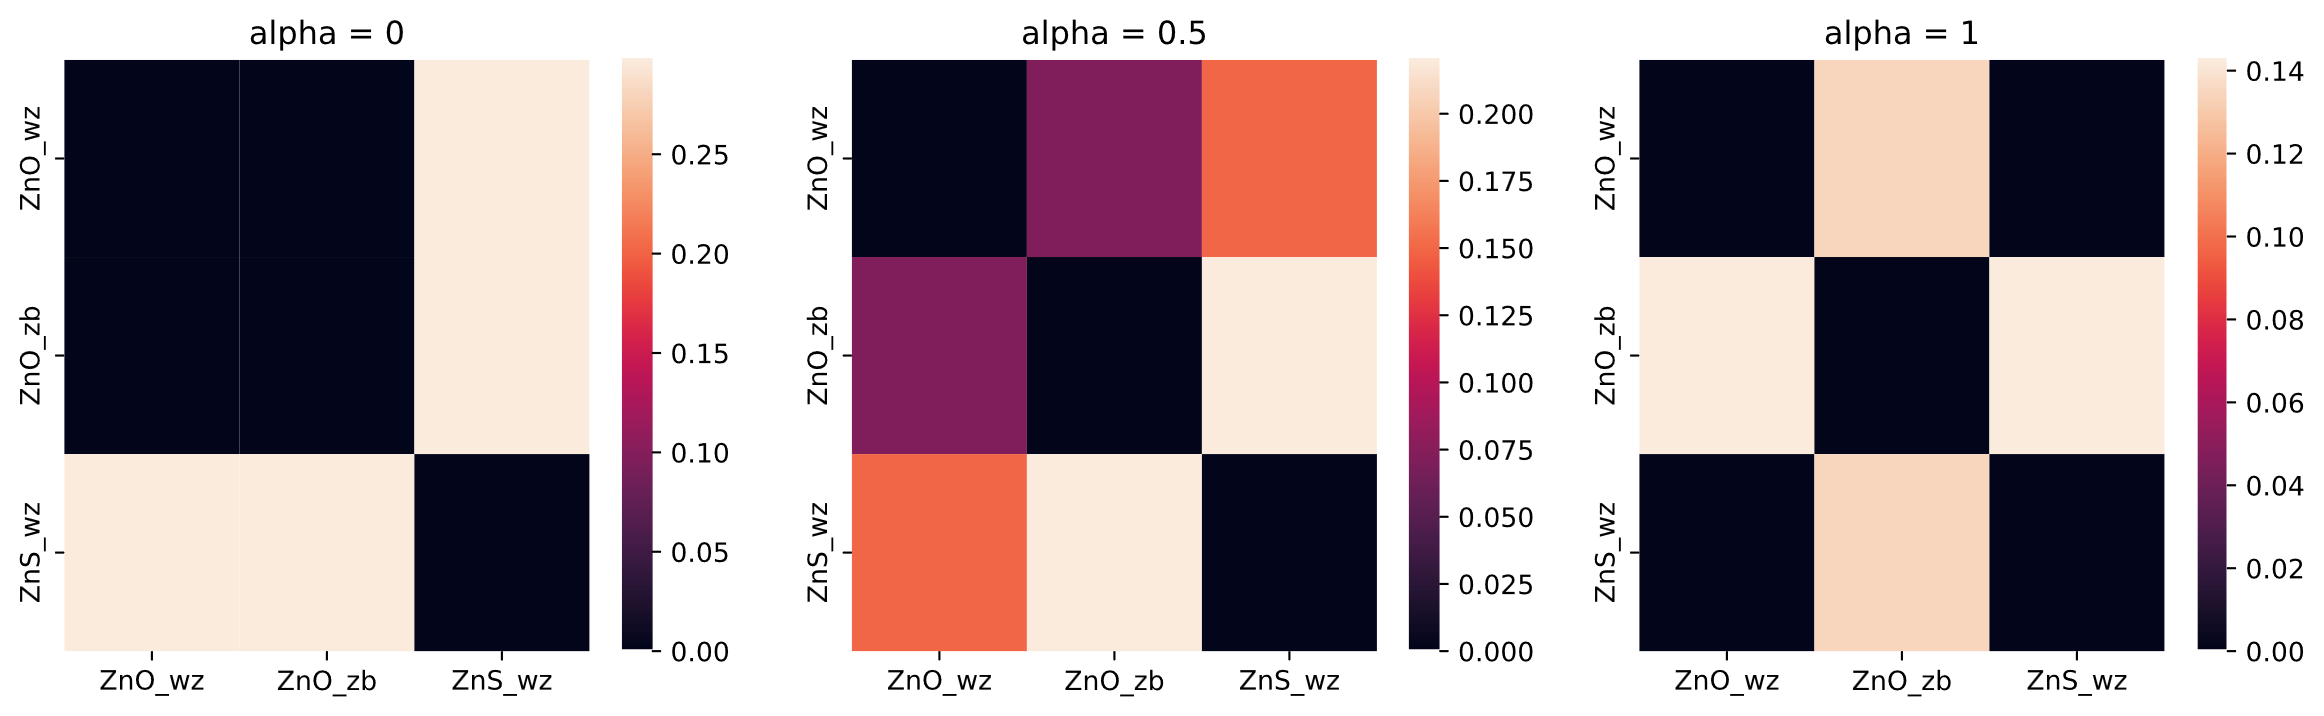 alpha = 0
ZnO_wz
ZnO_zb
ZnS_wz
ZnO_wz ZnO_zb ZnS_wz
0.25
0.20
0.15
0.10
0.05
0.00
alpha = 0.5
ZnO_wz
ZnO_zb
ZnS_wz
ZnO_wz ZnO_zb ZnS_wz
0.200
0.175
0.150
0.125
0.100
0.075
0.050
0.025
0.000
alpha = 1
ZnO_wz
ZnO_zb
ZnS_wz
ZnO_wz ZnO_zb ZnS_wz
0.14
0.12
0.10
0.08
0.06
0.04
0.02
0.00